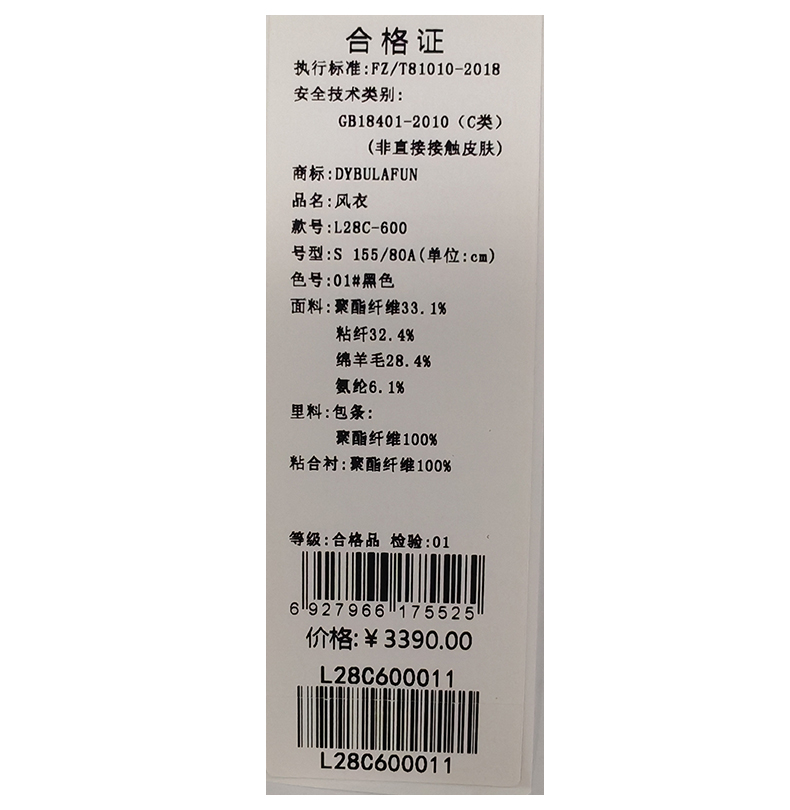 合格证
执行标准:FZ/T81010-2018
安全技术类别:
GB18401-2010（C类）
(非直接接触皮肤)
商标:DYBULAFUN
品名:风衣
款号:L28C-600
号型:S 155/80A(单位:cm)
色号:01#黑色
面料:聚酯纤维33.1%
粘纤32.4%
绵羊毛28.4%
氨纶6.1%
里料:包条:
聚酯纤维100%
粘合衬:聚酯纤维100%
等级:合格品 检验:01
6 927966 175525
价格:￥3390.00
L28C600011
L28C600011